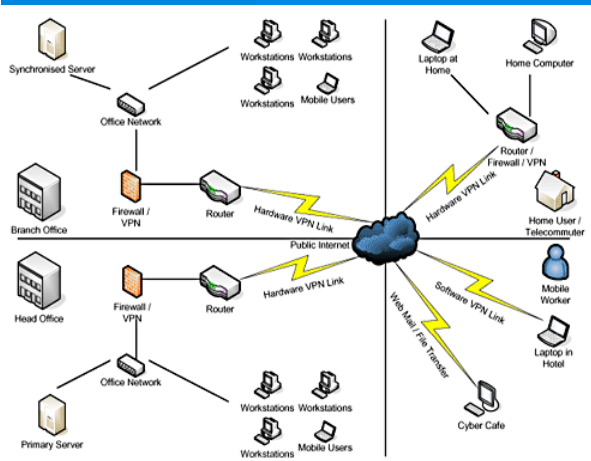 Synchronised Server
Workstations Workstations
Workstations Mobile Users
Office Network
Firewall /
VPN
Router
Hardware VPN Link
Branch Office
Laptop at
Home
Home Computer
Router /
Firewall / VPN
Hardware VPN Link
Home User /
Telecommuter
Public Internet
Head Office
Firewall /
VPN
Router
Hardware VPN Link
Office Network
Primary Server
Workstations Workstations
Workstations Mobile Users
Mobile
Worker
Software VPN Link
Laptop in
Hotel
Web Mail / File Transfer
Cyber Cafe